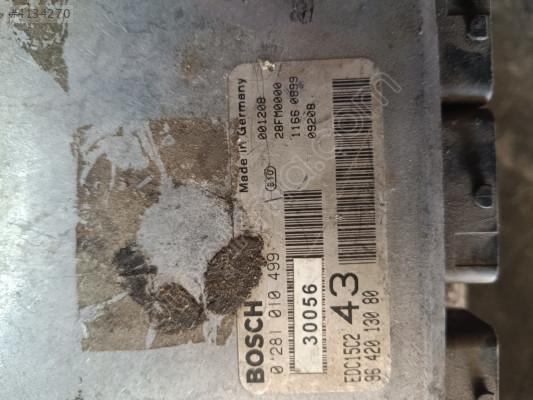 #4134270
BOSCH
0 281 010 499
30056
EDC15C2
43
96 420 130 80
Made in Germany
001208
28FM0000
1166 0899
09208